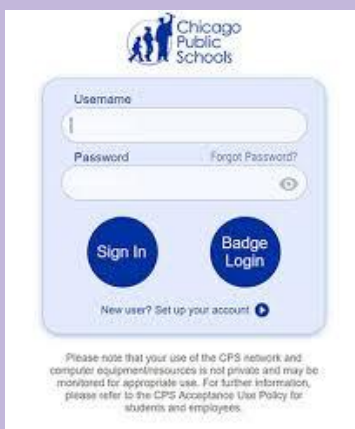 Chicago
Public
Schools
Username
Password Forgot Password?
Sign In
Badge
Login
New user? Set up your account
Please note that your use of the CPS network and
computer equipment/resources is not private and may be
monitored for appropriate use. For further information,
please refer to the CPS Acceptance Use Policy for
students and employees.